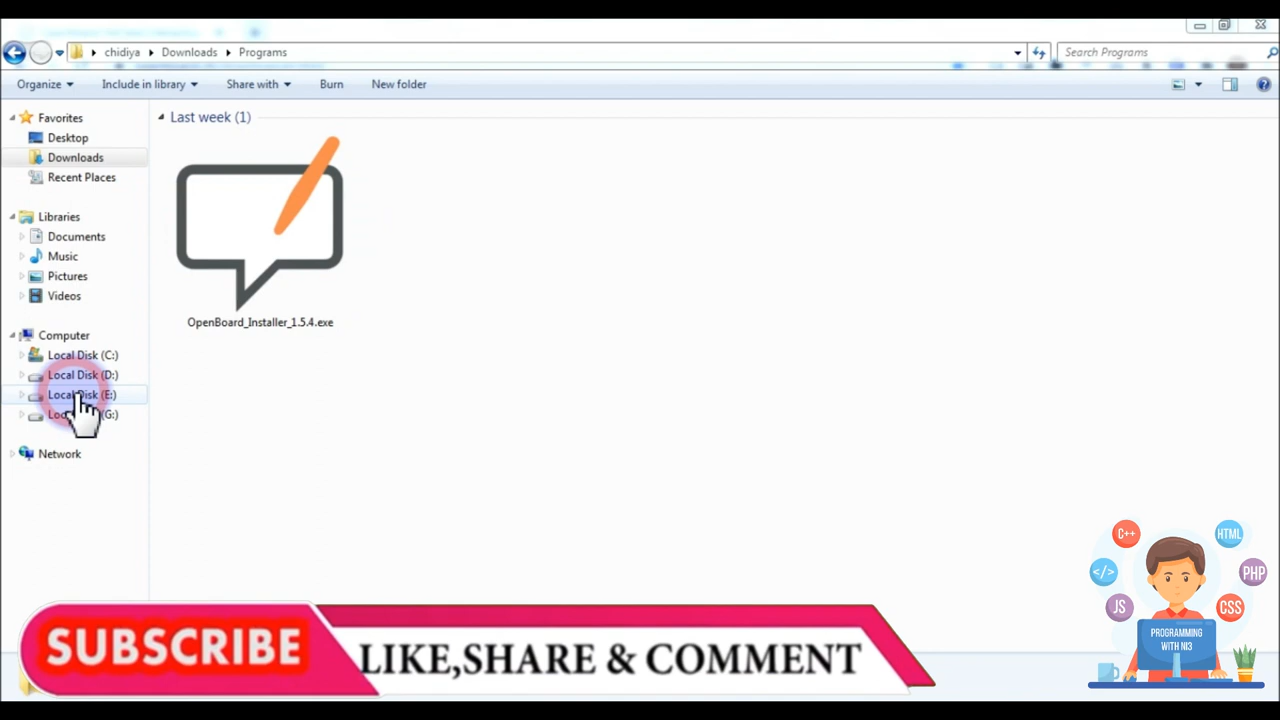 chidiya Downloads Programs
Search Programs
Organize Include in library Share with Burn New folder
Favorites
Desktop
Downloads
Recent Places
Libraries
Documents
Music
Pictures
Videos
Computer
Local Disk (C:)
Local Disk (D:)
Local Disk (E:)
(G:)
Network
Last week (1)
OpenBoard_Installer_1.5.4.exe
C++
HTML
</>
PHP
JS
CSS
PROGRAMMING
WITH NI3
SUBSCRIBE
LIKE,SHARE & COMMENT